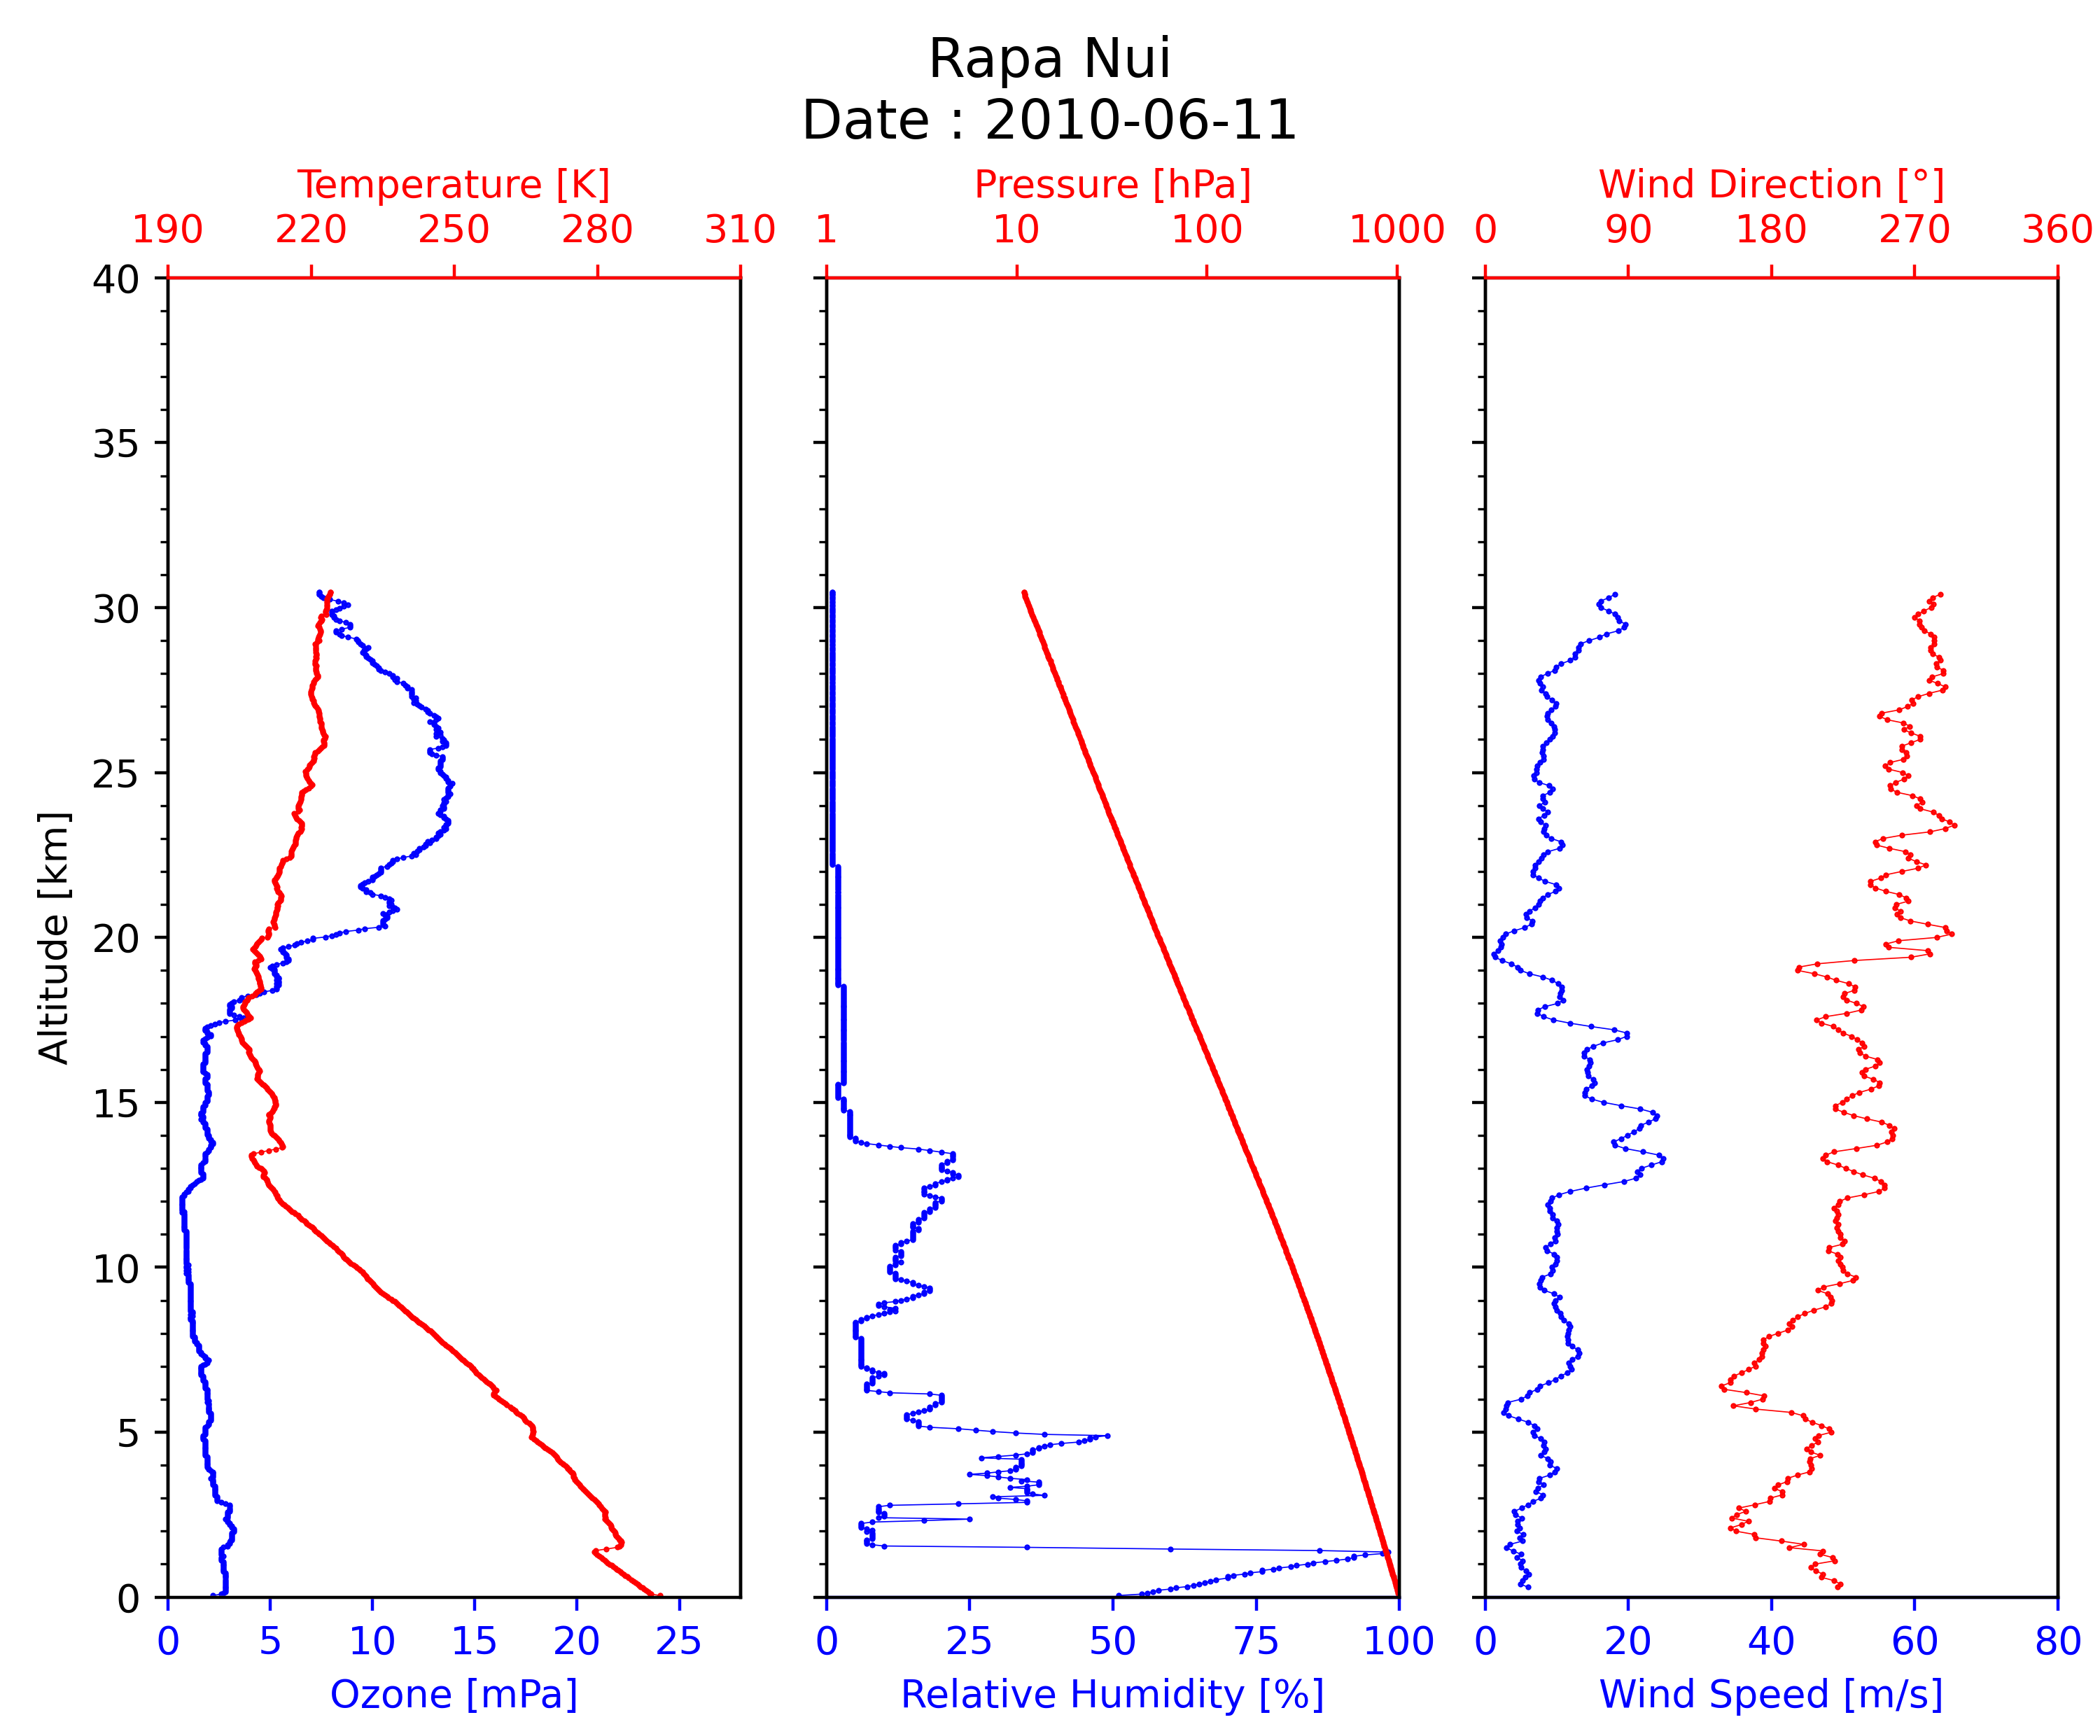 Rapa Nui
Date : 2010-06-11
Temperature [K]
Pressure [hPa]
Wind Direction [°]
190 220 250 280 310
1 10 100 1000
0 90 180 270 360
40
35
30
25
20
15
10
5
0
Altitude [km]
0 5 10 15 20 25
0 25 50 75 100
0 20 40 60 80
Ozone [mPa]
Relative Humidity [%]
Wind Speed [m/s]